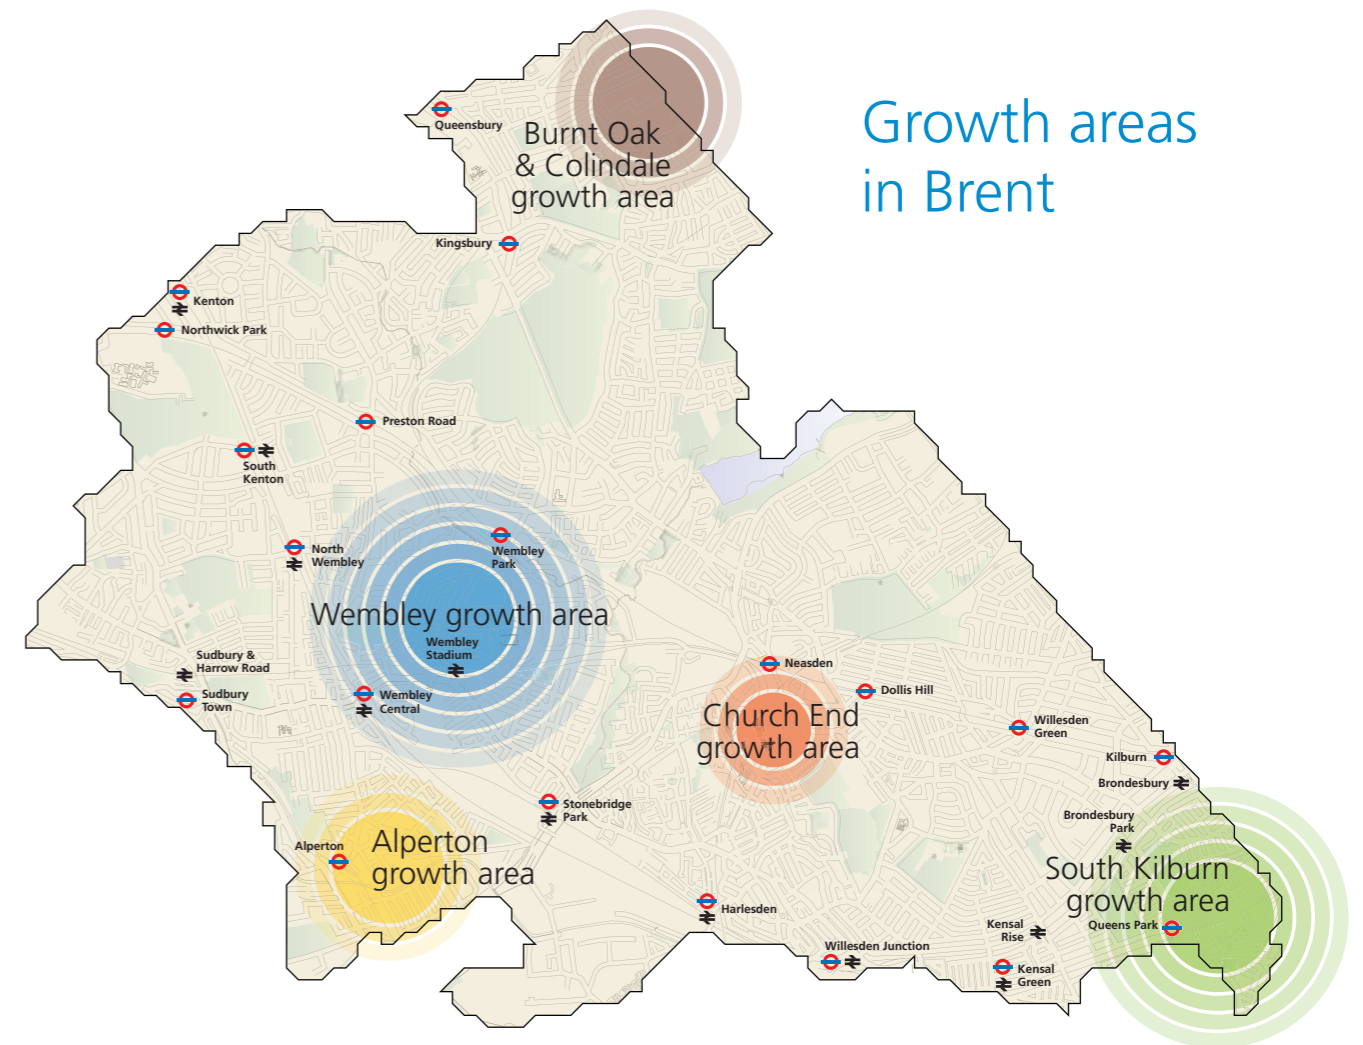 Growth areas
in Brent
Queensbury
Burnt Oak
& Colindale
growth area
Kingsbury
Kenton
Northwick Park
Preston Road
South
Kenton
North
Wembley
Wembley
Park
Wembley growth area
Wembley
Stadium
Sudbury &
Harrow Road
Sudbury
Town
Wembley
Central
Neasden
Dollis Hill
Church End
growth area
Willesden
Green
Kilburn
Brondesbury
Brondesbury
Park
Stonebridge
Park
Alperton
Alperton
growth area
South Kilburn
growth area
Queens Park
Harlesden
Kensal
Rise
Willesden Junction
Kensal
Green